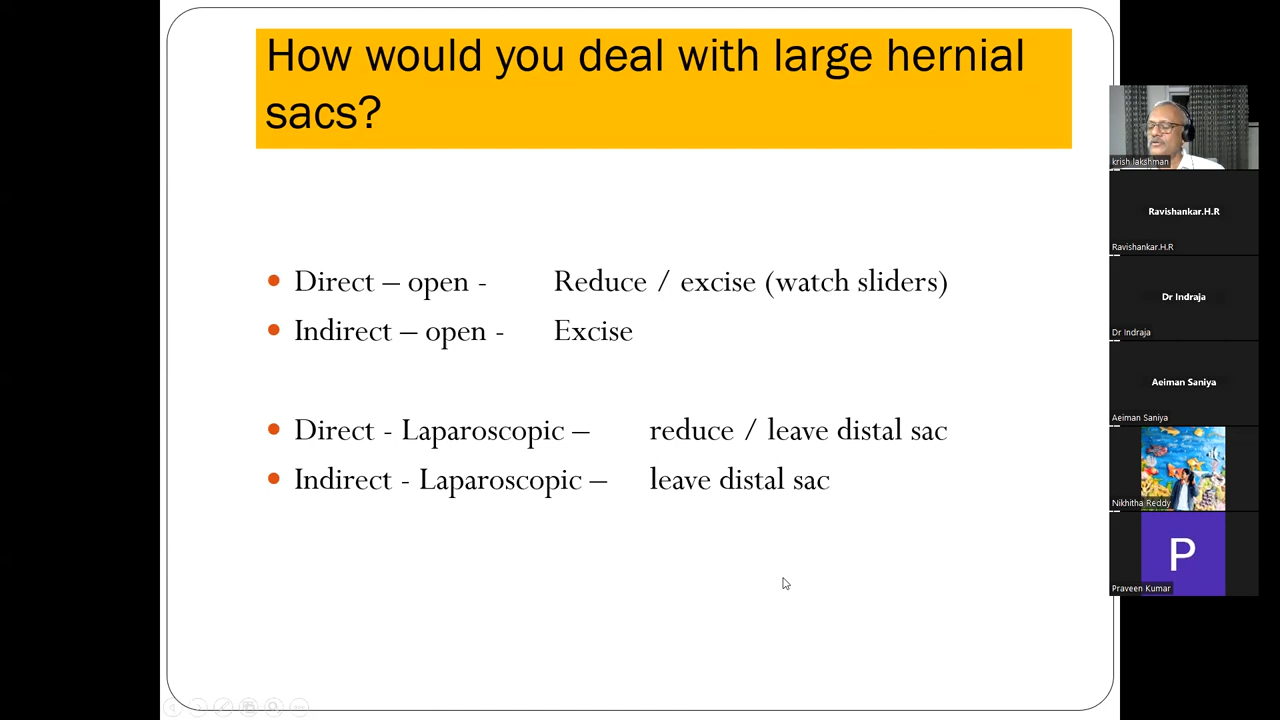 How would you deal with large hernial
sacs?
Direct – open - Reduce / excise (watch sliders)
Indirect – open - Excise
Direct - Laparoscopic – reduce / leave distal sac
Indirect - Laparoscopic – leave distal sac
krish lakshman
Ravishankar.H.R
Ravishankar.H.R
Dr Indraja
Dr Indraja
Aeiman Saniya
Aeiman Saniya
Nikhitha Reddy
P
Praveen Kumar